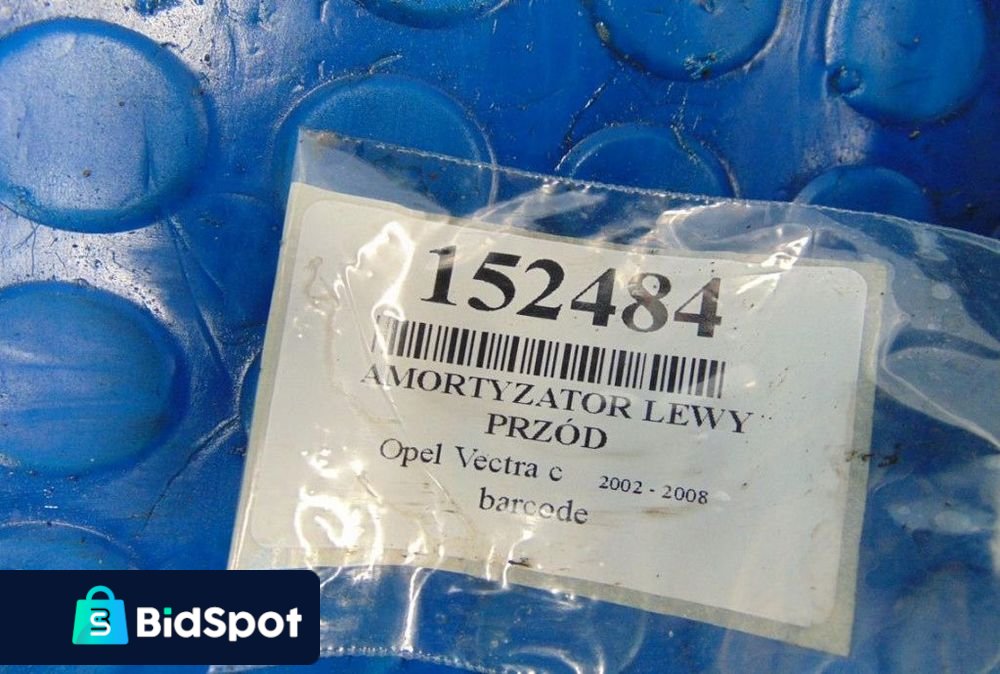 152484
AMORTYZATOR LEWY
PRZÓD
Opel Vectra c 2002 - 2008
barcode
BidSpot